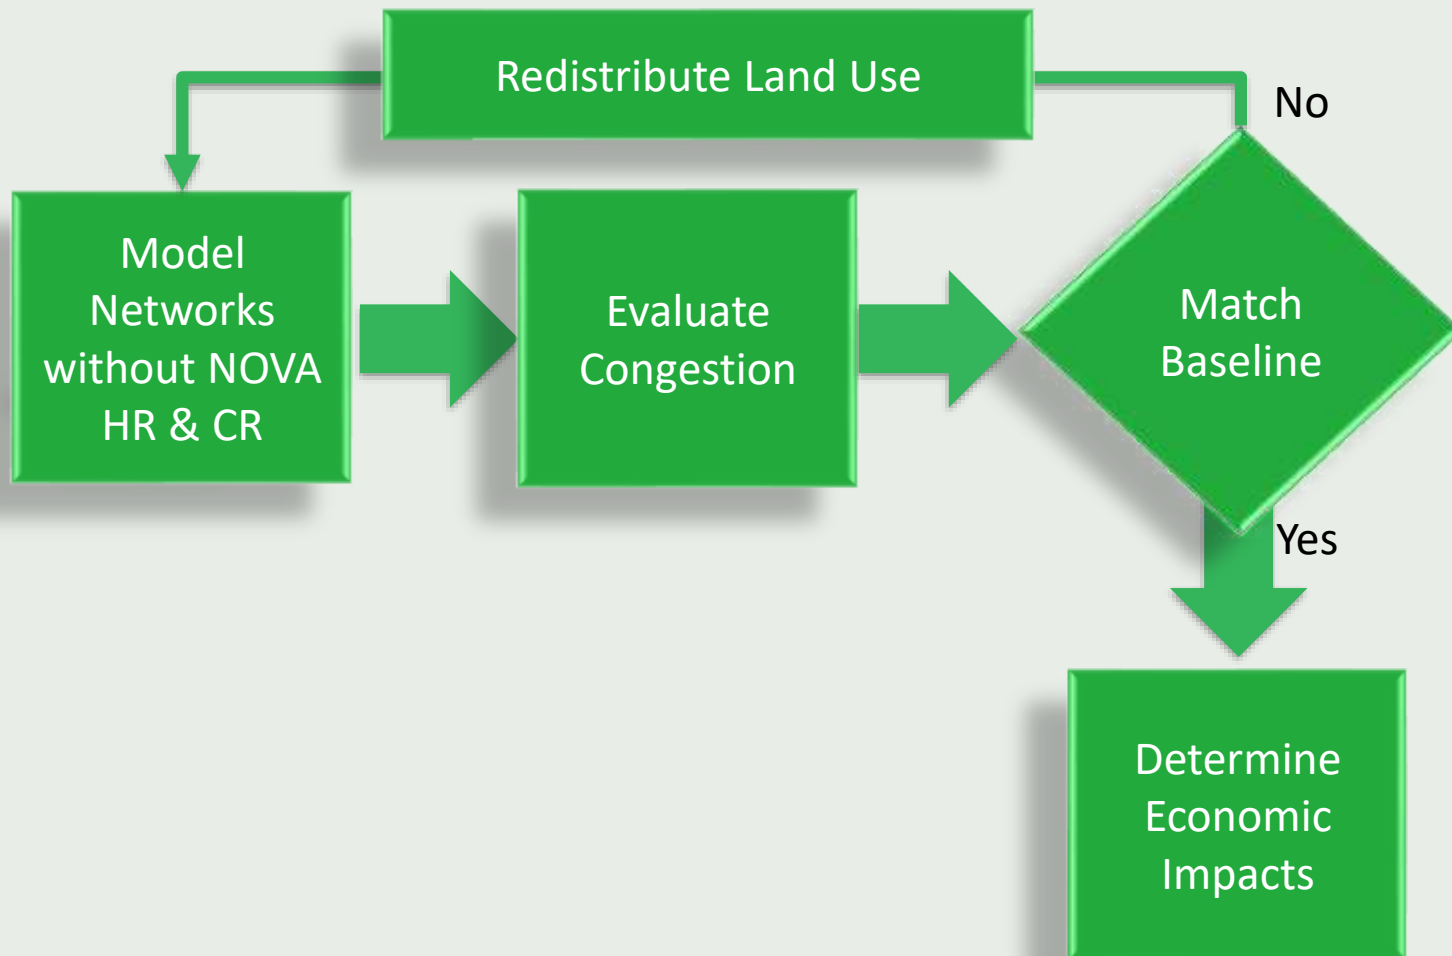 Redistribute Land Use
No
Model
Networks
without NOVA
HR & CR
Evaluate
Congestion
Match
Baseline
Yes
Determine
Economic
Impacts